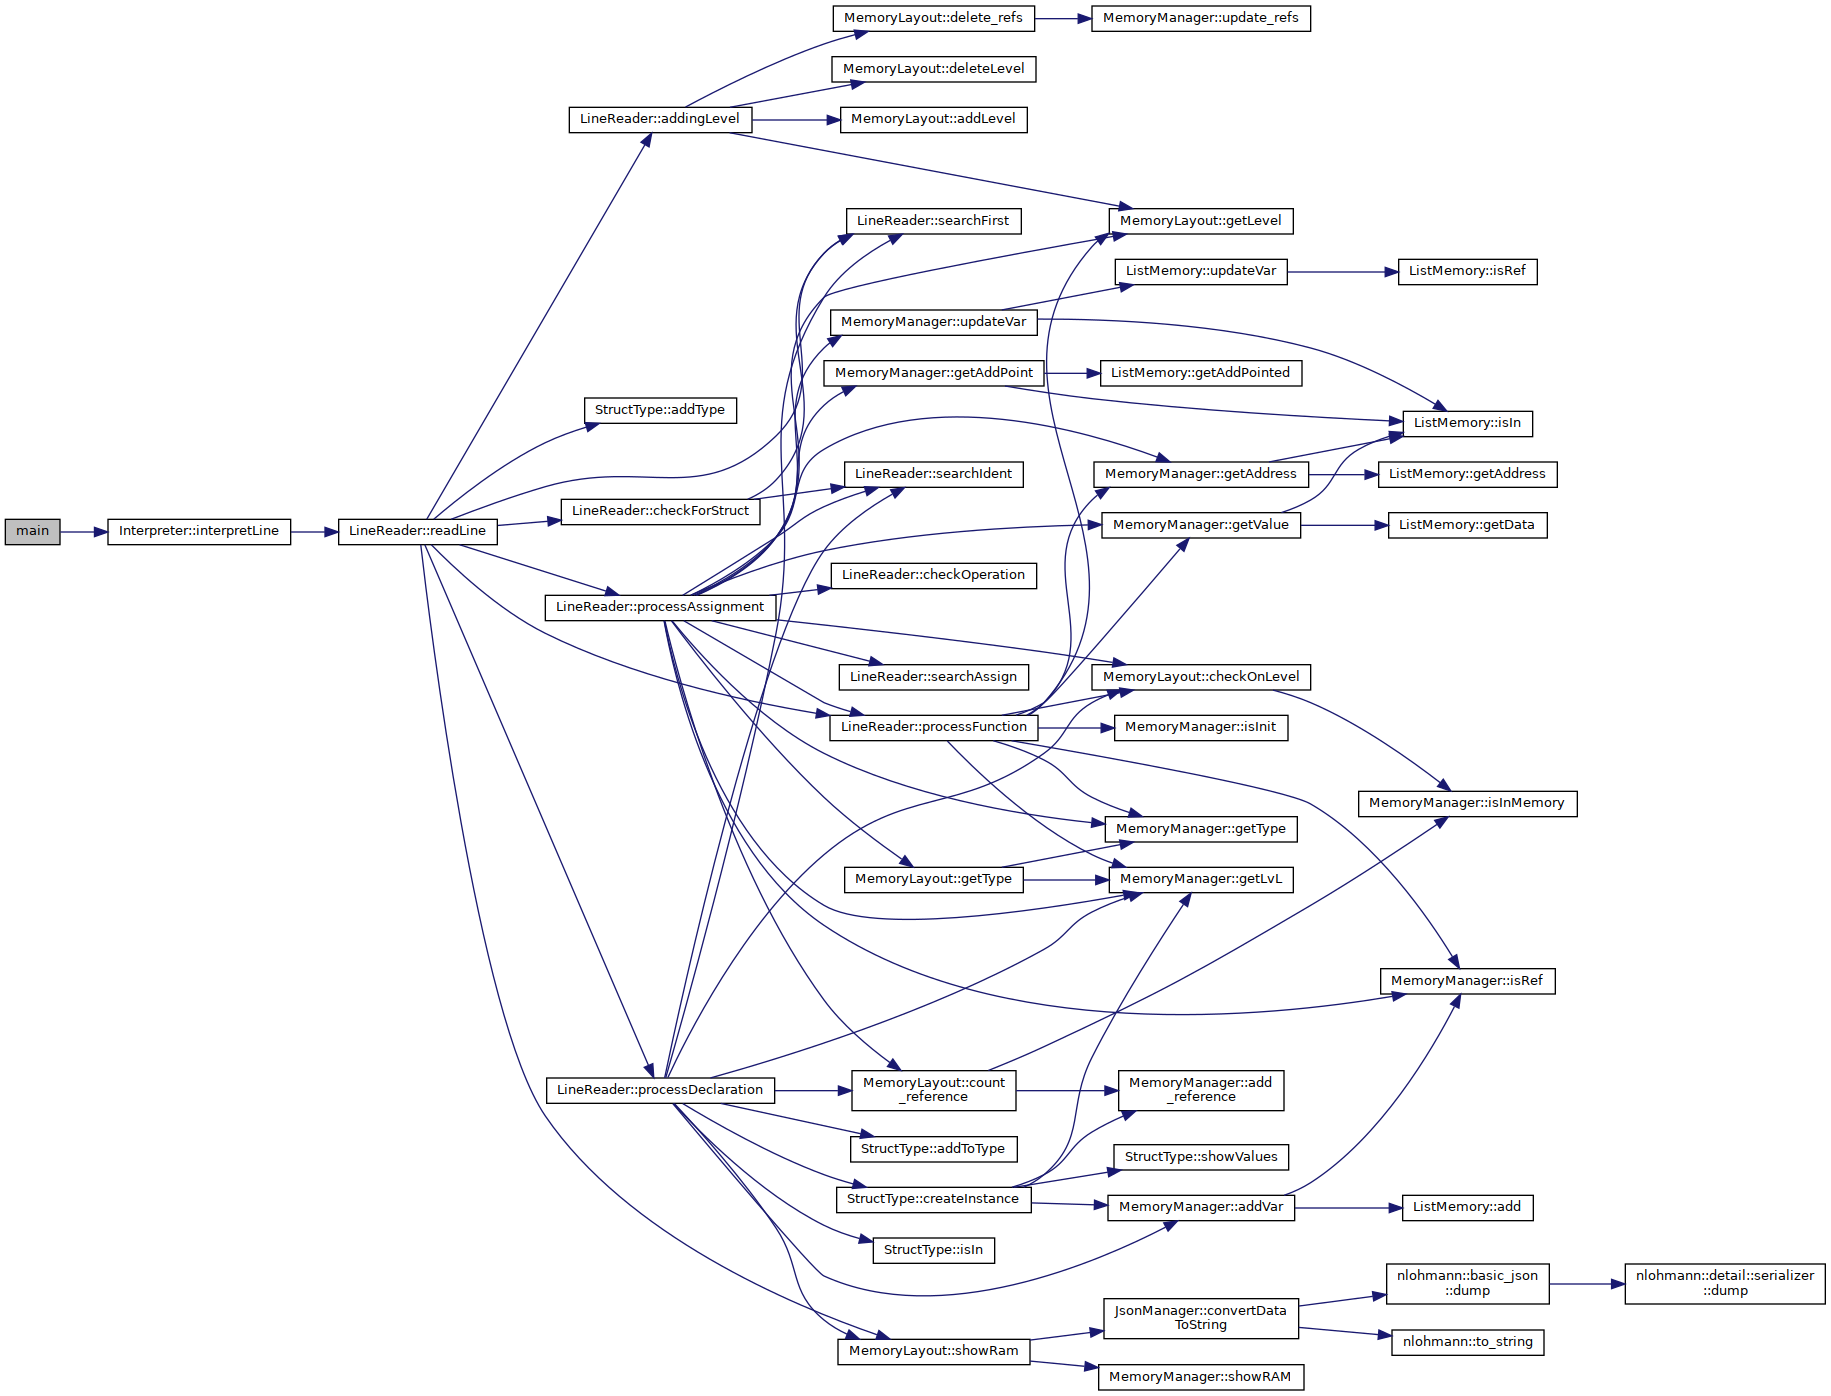 MemoryLayout::delete_refs
MemoryManager::update_refs
MemoryLayout::deleteLevel
LineReader::addingLevel
MemoryLayout::addLevel
LineReader::searchFirst
MemoryLayout::getLevel
ListMemory::updateVar
ListMemory::isRef
MemoryManager::updateVar
MemoryManager::getAddPoint
ListMemory::getAddPointed
StructType::addType
ListMemory::isIn
LineReader::searchIdent
MemoryManager::getAddress
ListMemory::getAddress
LineReader::checkForStruct
main
Interpreter::interpretLine
LineReader::readLine
MemoryManager::getValue
ListMemory::getData
LineReader::checkOperation
LineReader::processAssignment
LineReader::searchAssign
MemoryLayout::checkOnLevel
LineReader::processFunction
MemoryManager::isInit
MemoryManager::isInMemory
MemoryManager::getType
MemoryLayout::getType
MemoryManager::getLvL
MemoryManager::isRef
LineReader::processDeclaration
MemoryLayout::count
_reference
MemoryManager::add
_reference
StructType::addToType
StructType::showValues
StructType::createInstance
MemoryManager::addVar
ListMemory::add
StructType::isIn
nlohmann::basic_json
::dump
nlohmann::detail::serializer
::dump
JsonManager::convertData
ToString
nlohmann::to_string
MemoryLayout::showRam
MemoryManager::showRAM